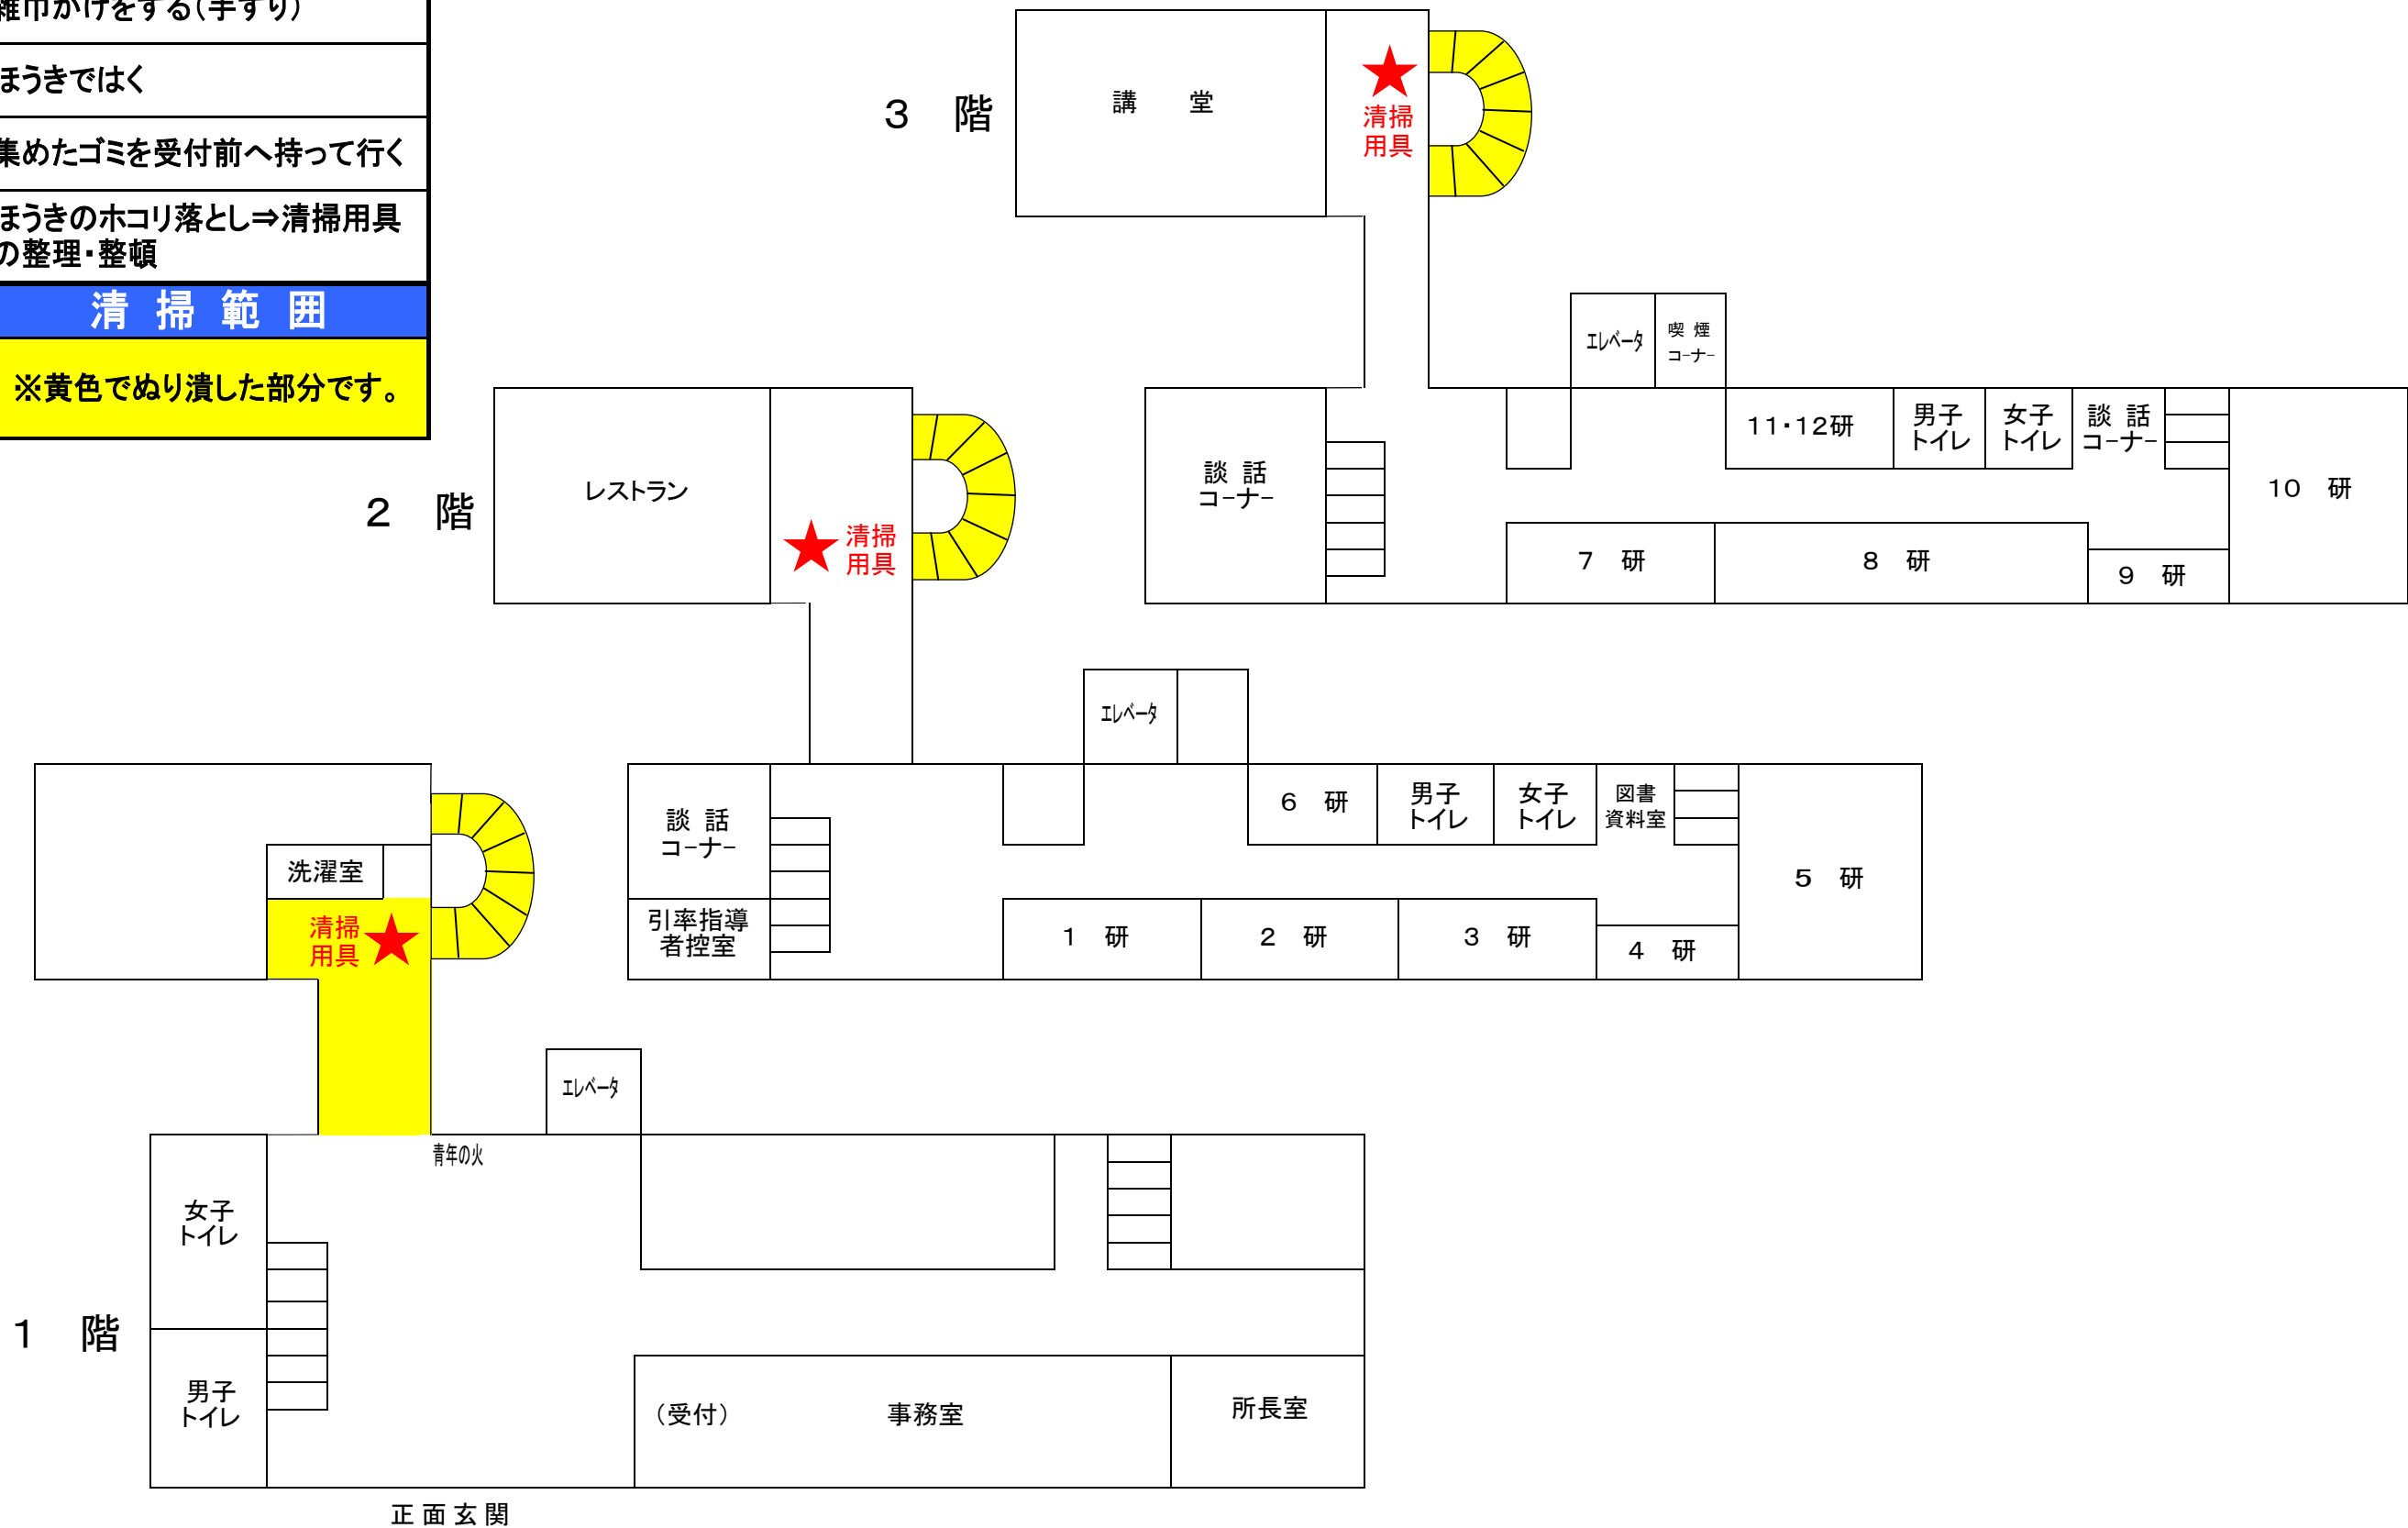 雑巾がけをする（手すり）
ほうきではく
集めたゴミを受付前へ持って行く
ほうきのホコリ落とし⇒清掃用具
の整理・整頓
清 掃 範 囲
※黄色でぬり潰した部分です。
3 階
講 堂
清掃
用具
エレベータ
喫 煙
コーナー
談 話
コーナー
11・12研
男子
トイレ
女子
トイレ
談 話
コーナー
10 研
7 研
8 研
9 研
2 階
レストラン
清掃
用具
エレベータ
談 話
コーナー
引率指導
者控室
6 研
男子
トイレ
女子
トイレ
図書
資料室
5 研
1 研
2 研
3 研
4 研
洗濯室
清掃
用具
エレベータ
青年の火
1 階
女子
トイレ
男子
トイレ
（受付）
事務室
所長室
正面玄関